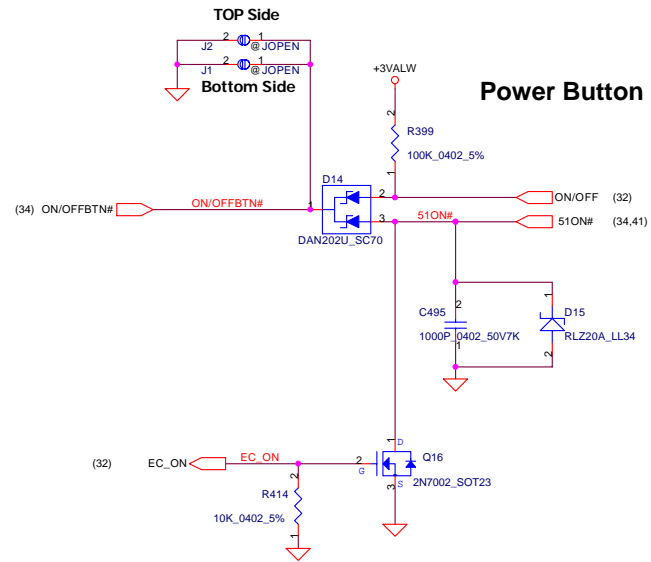 TOP Side
2 1
J2 @ JOPEN
2 1
J1 @ JOPEN
Bottom Side
+3VALW
Power Button
2
R399
100K_0402_5%
1
D14
(34) ON/OFFBTN# ON/OFFBTN# 1
2 ON/OFF (32)
3 51ON# 51ON# (34,41)
DAN202U_SC70
2
C495
1000P_0402_50V7K
1
1
D15
RLZ20A_LL34
2
1 D
(32) EC_ON EC_ON 2 G
Q16
2N7002_SOT23
3 S
2
R414
10K_0402_5%
1